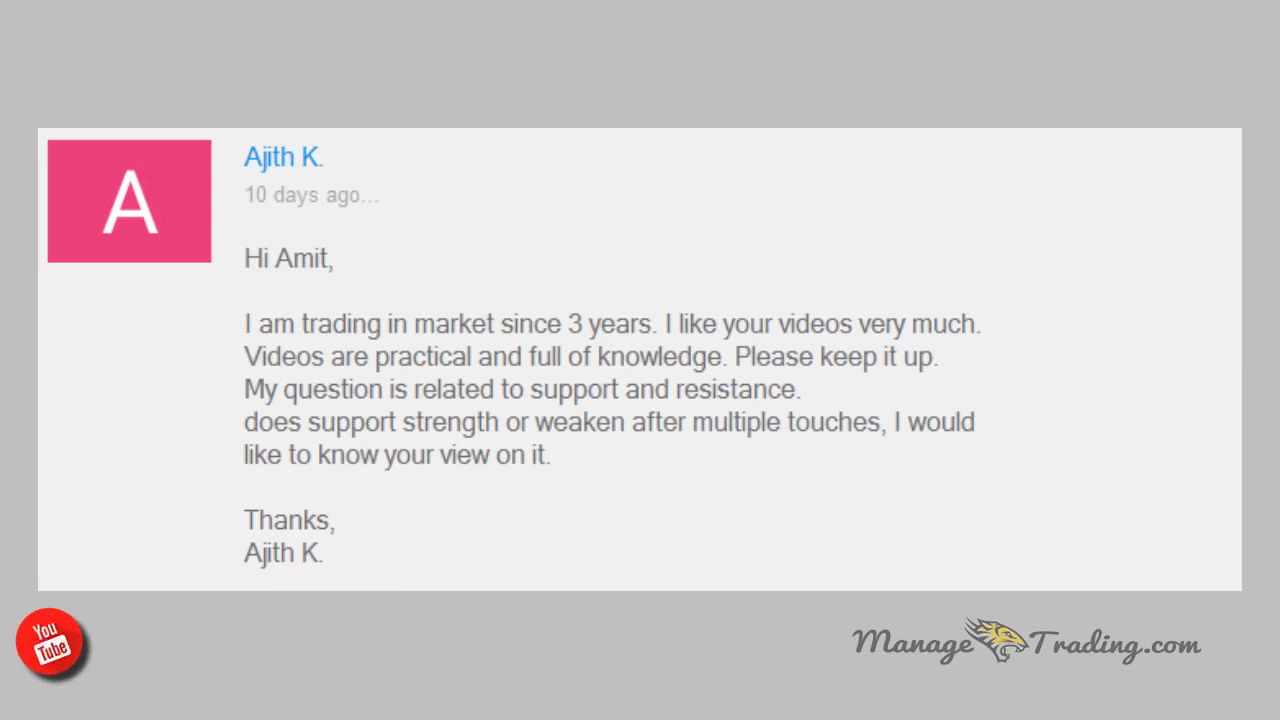 A
Ajith K.
10 days ago...
Hi Amit,
I am trading in market since 3 years. I like your videos very much.
Videos are practical and full of knowledge. Please keep it up.
My question is related to support and resistance.
does support strength or weaken after multiple touches, I would
like to know your view on it.
Thanks,
Ajith K.
You
Tube
ManageTrading.com